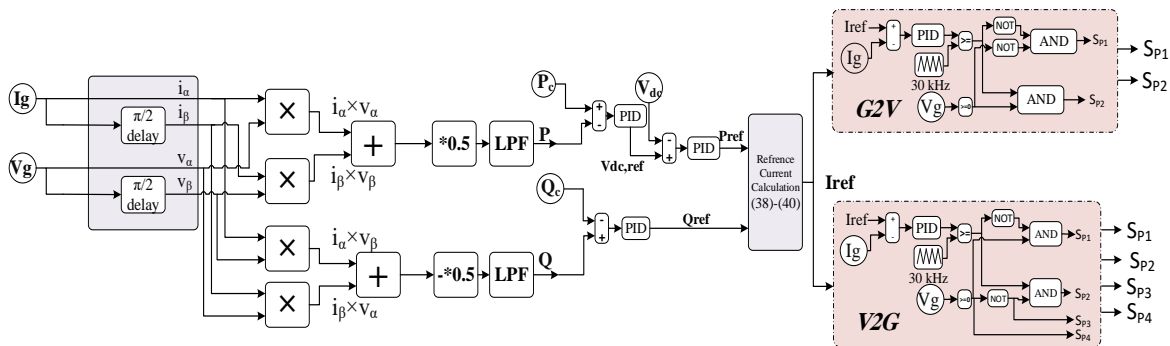 Ig
Vg
π/2
delay
π/2
delay
iα
iβ
vα
vβ
×
×
×
×
iα×vα
iβ×vβ
iα×vβ
iβ×vα
+
+
*0.5
LPF
P
-*0.5
LPF
Q
Pc
+
-
PID
Vdc
Vdc,ref
-
+
PID
Pref
Qc
-
+
PID
Qref
Refrence
Current
Calculation
(38)-(40)
Iref
Iref
Ig
+
-
PID
30 kHz
>=
Vg
>=0
NOT
NOT
AND
AND
SP1
SP2
G2V
SP1
SP2
Iref
Ig
+
-
PID
30 kHz
>=
Vg
>=0
NOT
NOT
AND
AND
SP1
SP2
SP3
SP4
V2G
SP1
SP2
SP3
SP4